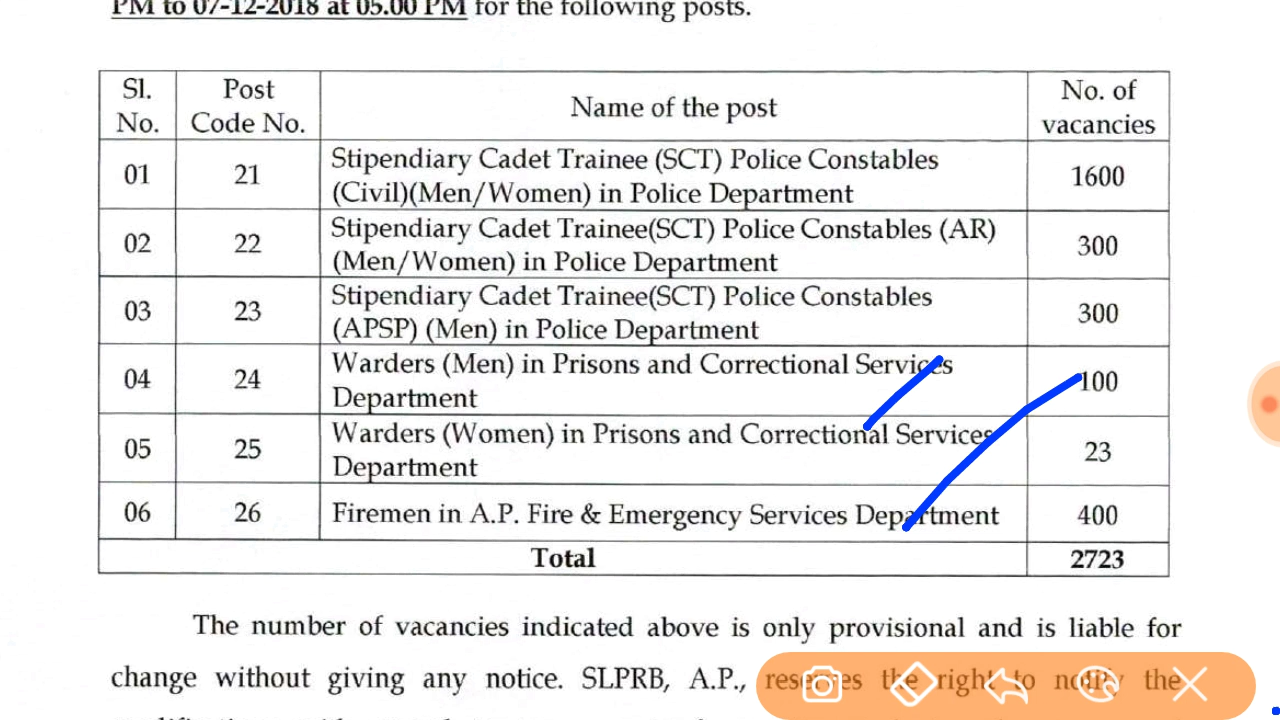 PM to 07-12-2018 at 05.00 PM for the following posts.
Sl. No. Post Code No. Name of the post No. of vacancies
01 21 Stipendiary Cadet Trainee (SCT) Police Constables 1600
(Civil)(Men/Women) in Police Department
02 22 Stipendiary Cadet Trainee(SCT) Police Constables (AR) 300
(Men/Women) in Police Department
03 23 Stipendiary Cadet Trainee(SCT) Police Constables 300
(APSP) (Men) in Police Department
04 24 Warders (Men) in Prisons and Correctional Services 100
Department
05 25 Warders (Women) in Prisons and Correctional Services 23
Department
06 26 Firemen in A.P. Fire & Emergency Services Department 400
Total 2723
The number of vacancies indicated above is only provisional and is liable for
change without giving any notice. SLPRB, A.P., reserves the right to notify the